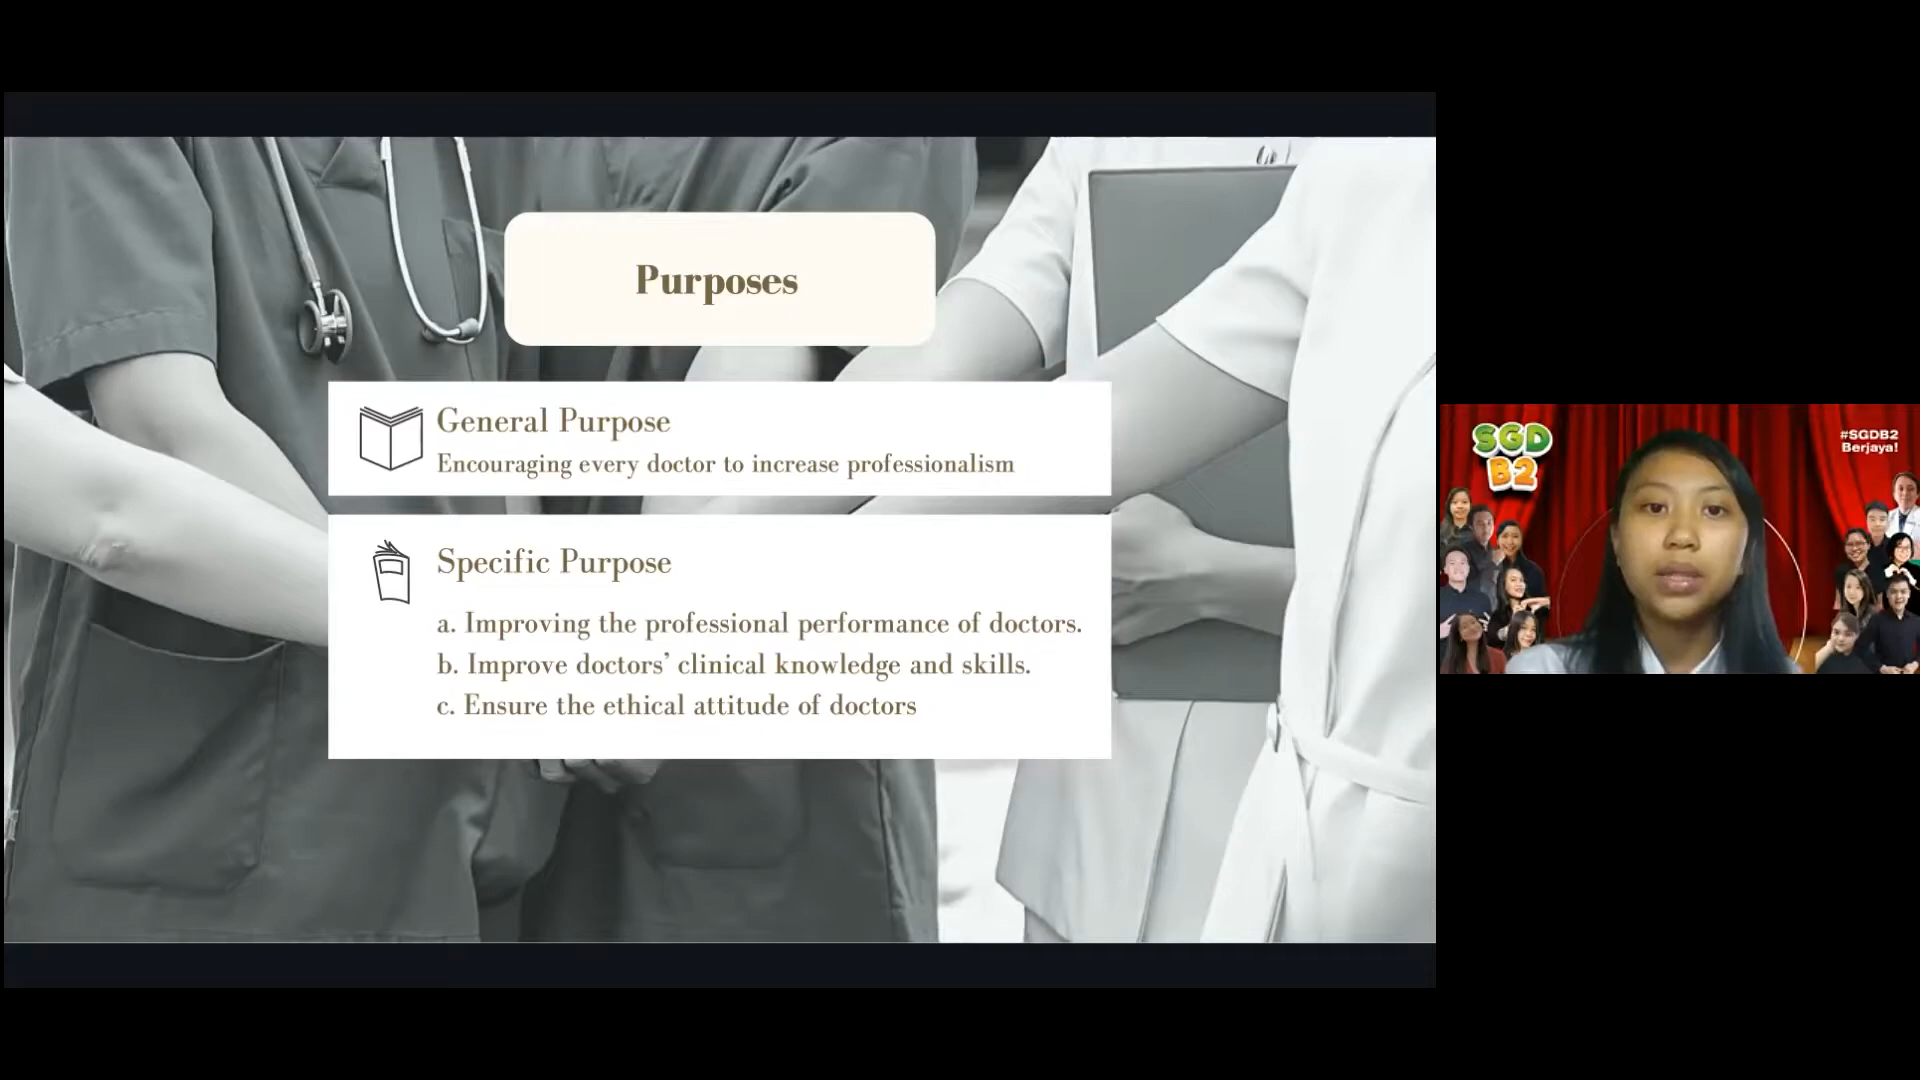 Purposes
General Purpose
Encouraging every doctor to increase professionalism
Specific Purpose
a. Improving the professional performance of doctors.
b. Improve doctors’ clinical knowledge and skills.
c. Ensure the ethical attitude of doctors
SGD
B2
#SGDB2
Berjaya!